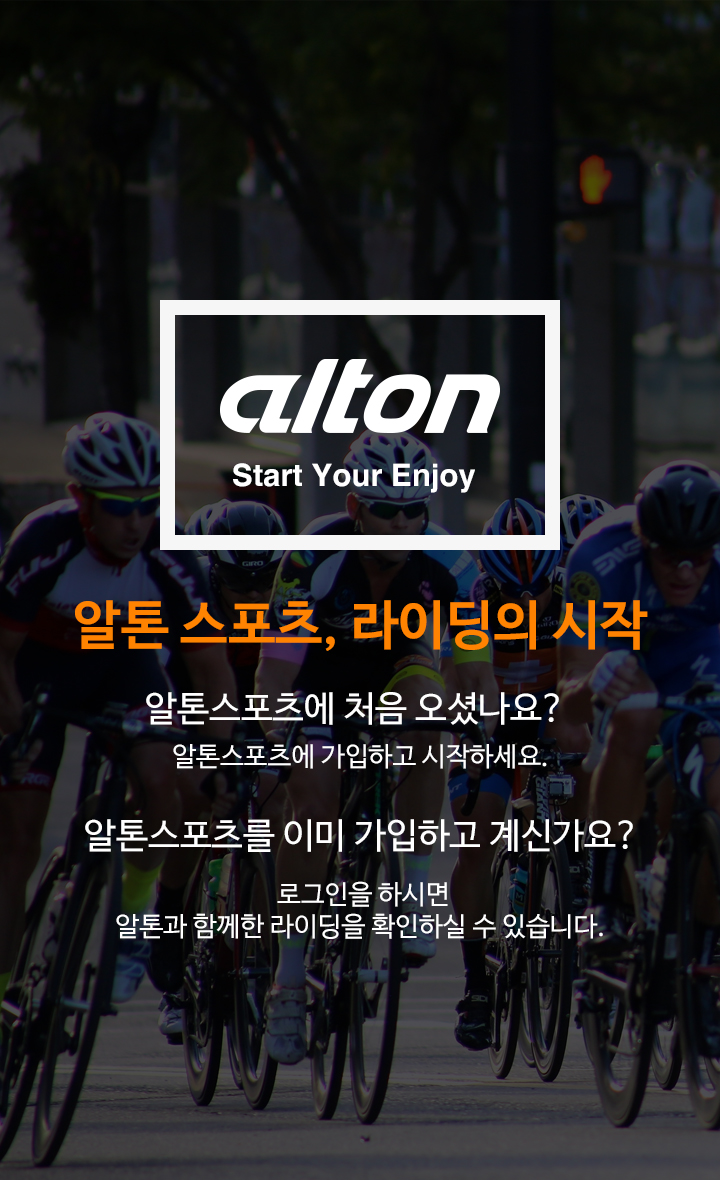 alton
Start Your Enjoy
알톤 스포츠, 라이딩의 시작
알톤스포츠에 처음 오셨나요?
알톤스포츠에 가입하고 시작하세요.
알톤스포츠를 이미 가입하고 계신가요?
로그인을 하시면
알톤과 함께한 라이딩을 확인하실 수 있습니다.
FUJI
GIRO